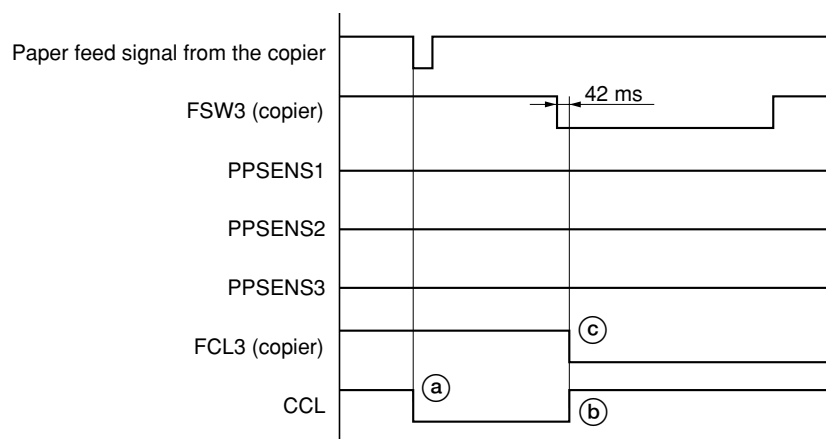 Paper feed signal from the copier
FSW3 (copier)
42 ms
PPSENS1
PPSENS2
PPSENS3
FCL3 (copier)
c
CCL
a
b